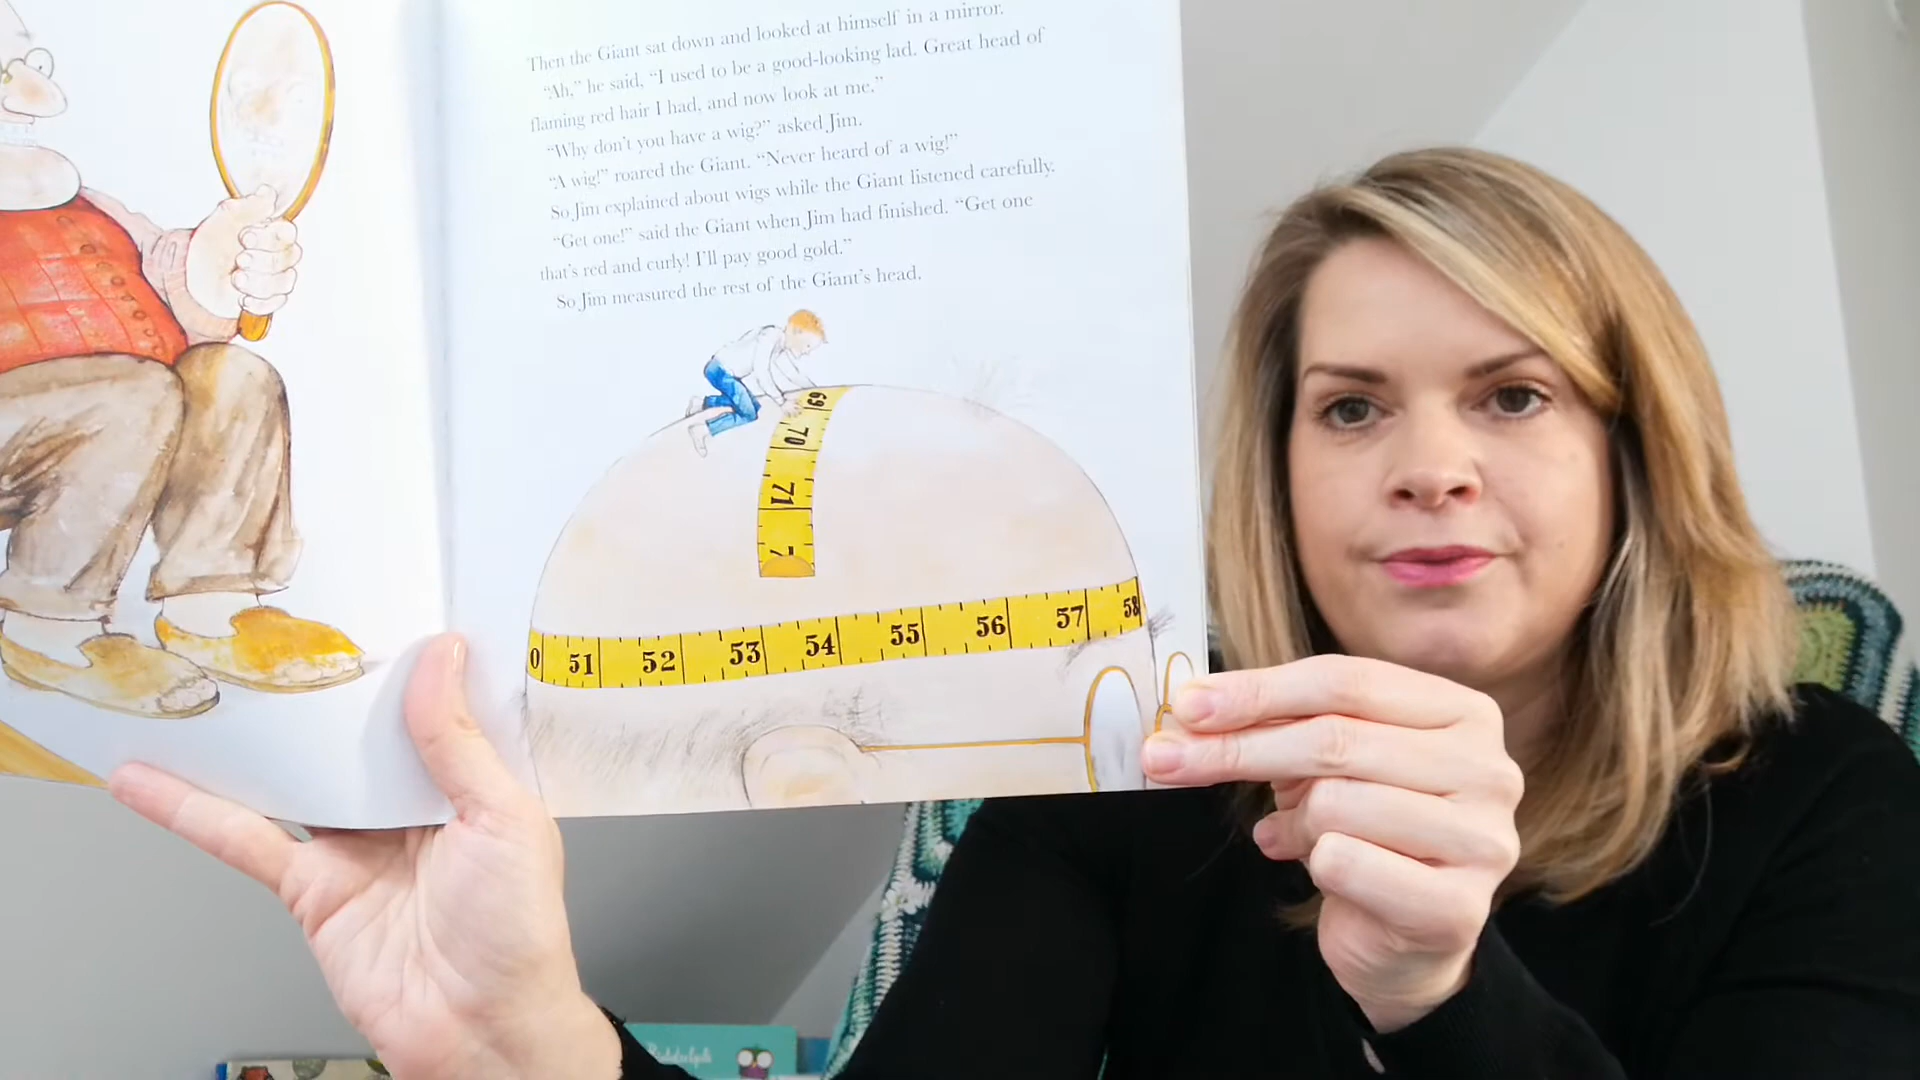 Then the Giant sat down and looked at himself in a mirror.
“Ah,” he said, “I used to be a good-looking lad. Great head of
flaming red hair I had, and now look at me.”
“Why don’t you have a wig?” asked Jim.
“A wig!” roared the Giant. “Never heard of a wig!”
So Jim explained about wigs while the Giant listened carefully.
“Get one!” said the Giant when Jim had finished. “Get one
that’s red and curly! I’ll pay good gold.”
So Jim measured the rest of the Giant’s head.
69
70
71
7
0 51 52 53 54 55 56 57 58